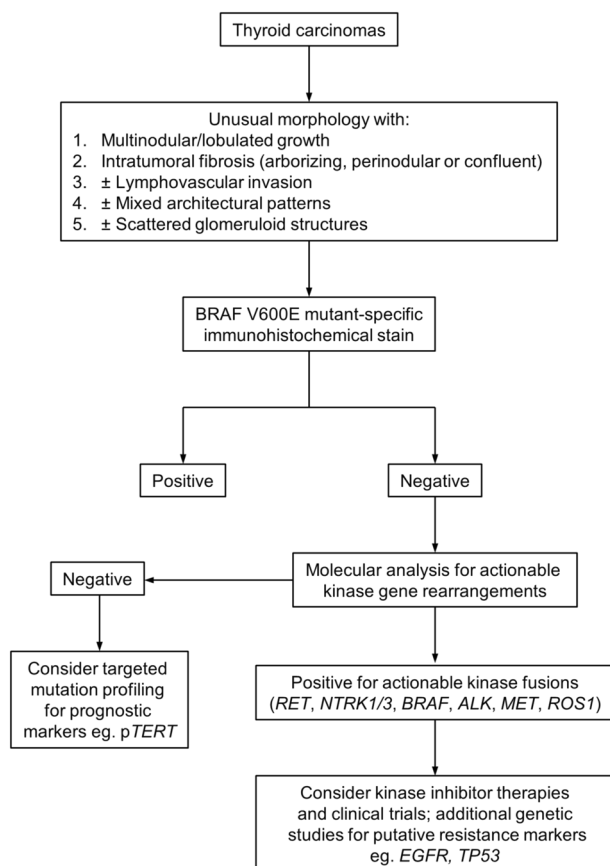 Thyroid carcinomas
Unusual morphology with:
1. Multinodular/lobulated growth
2. Intratumoral fibrosis (arborizing, perinodular or confluent)
3. ± Lymphovascular invasion
4. ± Mixed architectural patterns
5. ± Scattered glomeruloid structures
BRAF V600E mutant-specific
immunohistochemical stain
Positive
Negative
Molecular analysis for actionable
kinase gene rearrangements
Negative
Consider targeted
mutation profiling
for prognostic
markers eg. pTERT
Positive for actionable kinase fusions
(RET, NTRK1/3, BRAF, ALK, MET, ROS1)
Consider kinase inhibitor therapies
and clinical trials; additional genetic
studies for putative resistance markers
eg. EGFR, TP53